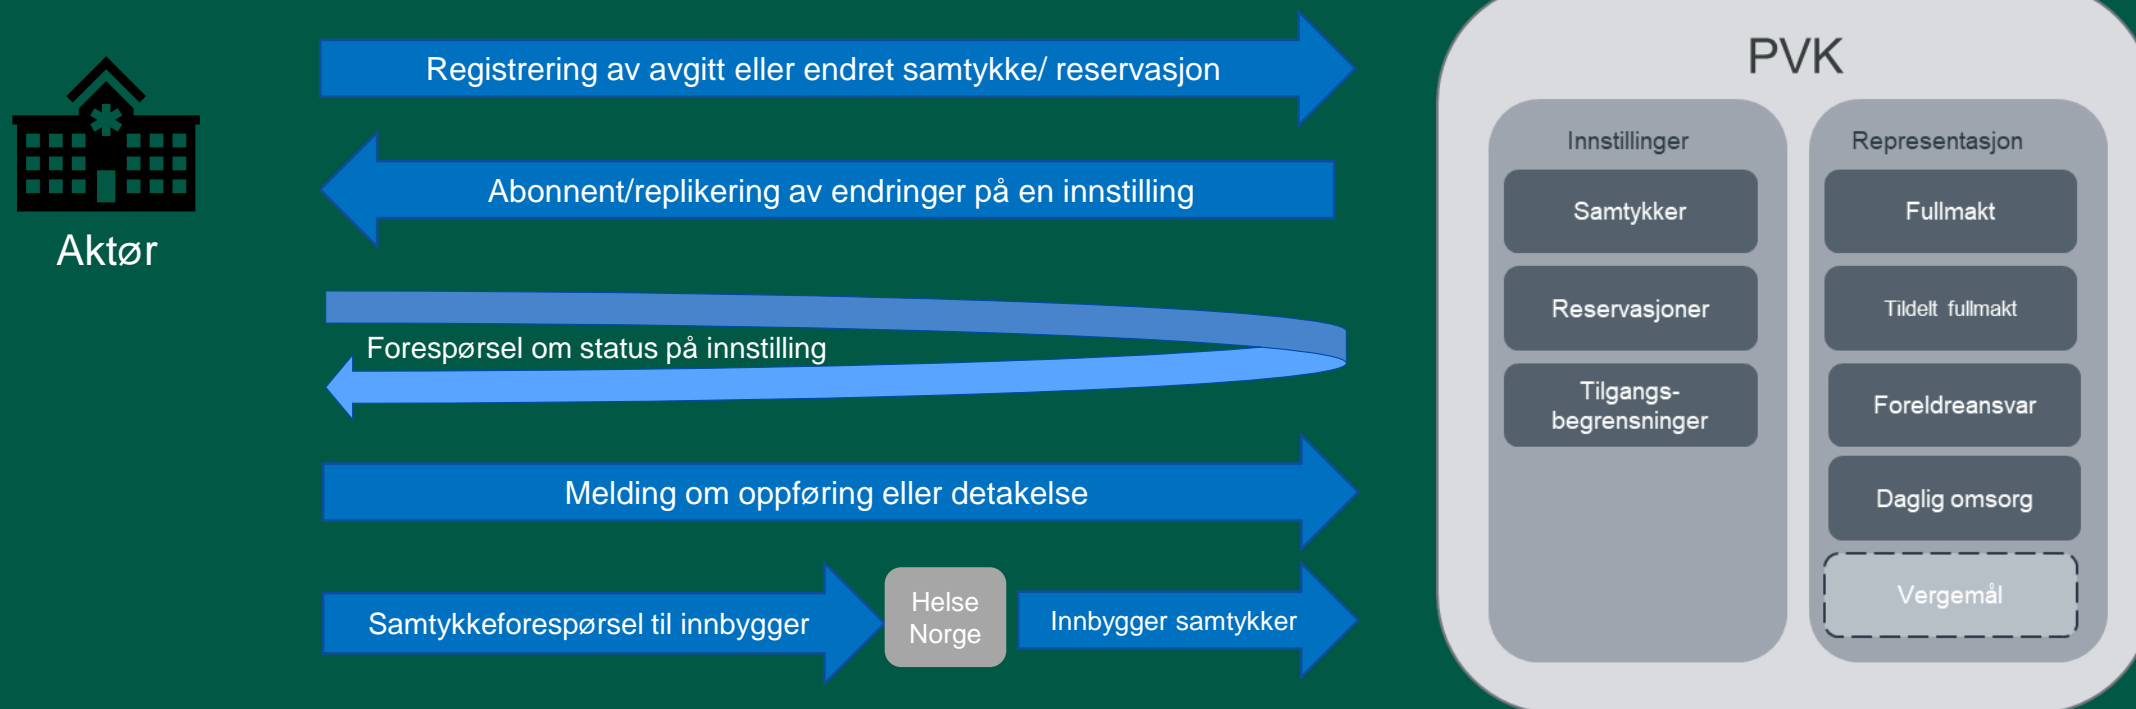 Aktør
Registrering av avgitt eller endret samtykke/ reservasjon
Abonnent/replikering av endringer på en innstilling
Forespørsel om status på innstilling
Melding om oppføring eller detakelse
Samtykkeforespørsel til innbygger
Helse
Norge
Innbygger samtykker
PVK
Innstillinger
Samtykker
Reservasjoner
Tilgangs-
begrensninger
Representasjon
Fullmakt
Tildelt fullmakt
Foreldreansvar
Daglig omsorg
Vergemål